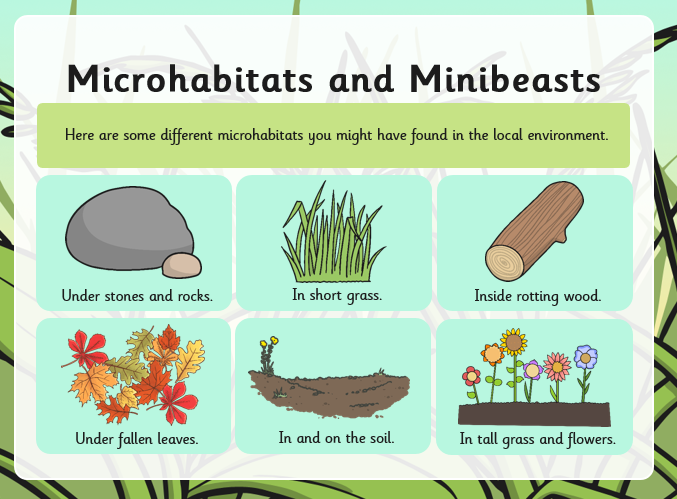 Microhabitats and Minibeasts
Here are some different microhabitats you might have found in the local environment.
Under stones and rocks.
In short grass.
Inside rotting wood.
Under fallen leaves.
In and on the soil.
In tall grass and flowers.